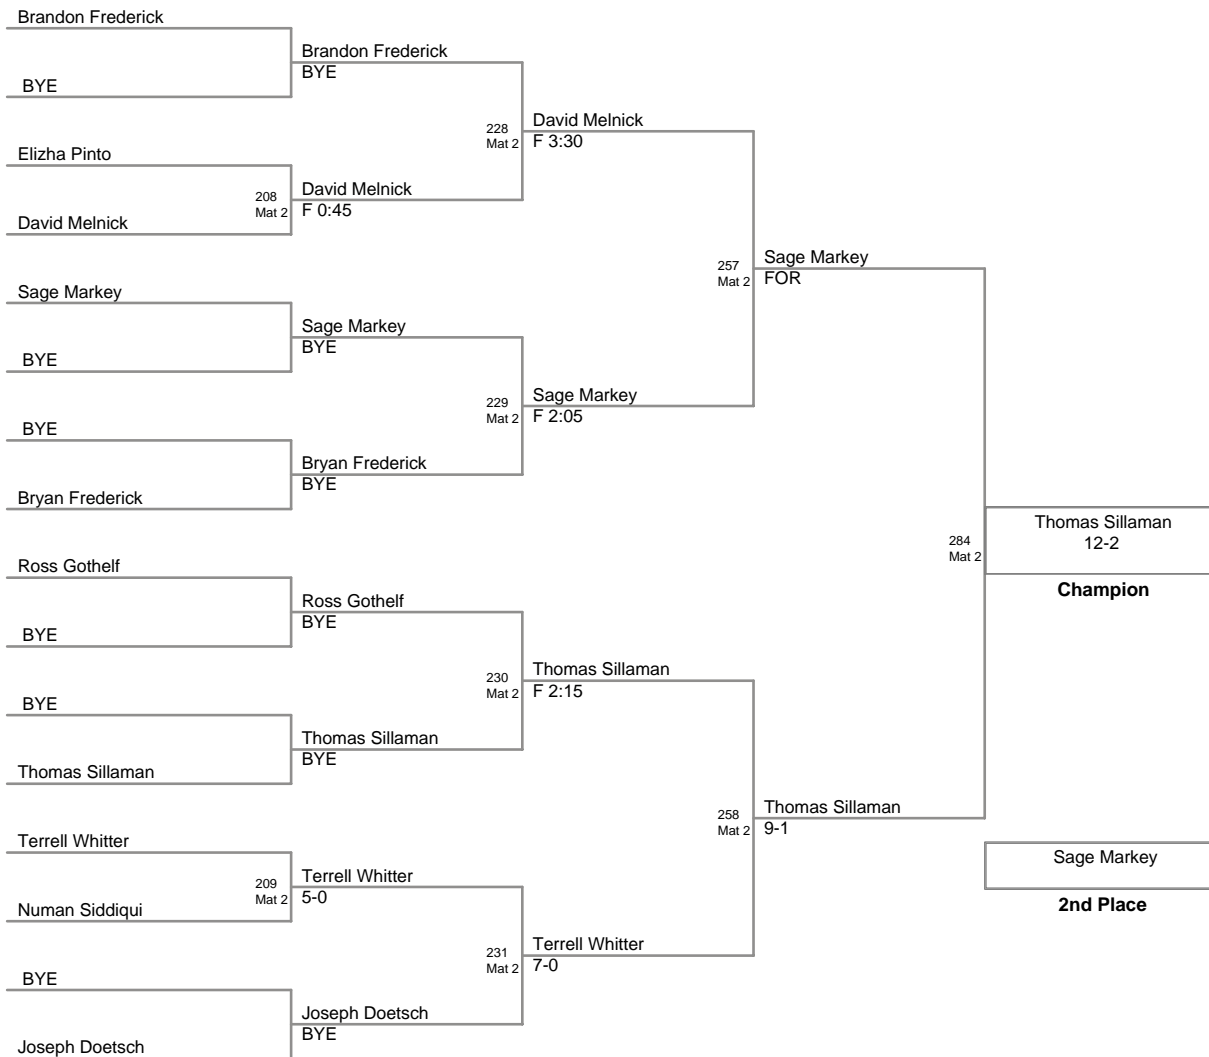 Brandon Frederick
BYE
Elizha Pinto
David Melnick
Sage Markey
BYE
BYE
Bryan Frederick
Ross Gothelf
BYE
BYE
Thomas Sillaman
Terrell Whitter
Numan Siddiqui
BYE
Joseph Doetsch
Brandon Frederick
BYE
208
Mat 2
David Melnick
F 0:45
Sage Markey
BYE
Bryan Frederick
BYE
Ross Gothelf
BYE
Thomas Sillaman
BYE
209
Mat 2
Terrell Whitter
5-0
Joseph Doetsch
BYE
228
Mat 2
David Melnick
F 3:30
229
Mat 2
Sage Markey
F 2:05
230
Mat 2
Thomas Sillaman
F 2:15
231
Mat 2
Terrell Whitter
7-0
257
Mat 2
Sage Markey
FOR
258
Mat 2
Thomas Sillaman
9-1
284
Mat 2
Thomas Sillaman
12-2
Champion
Sage Markey
2nd Place